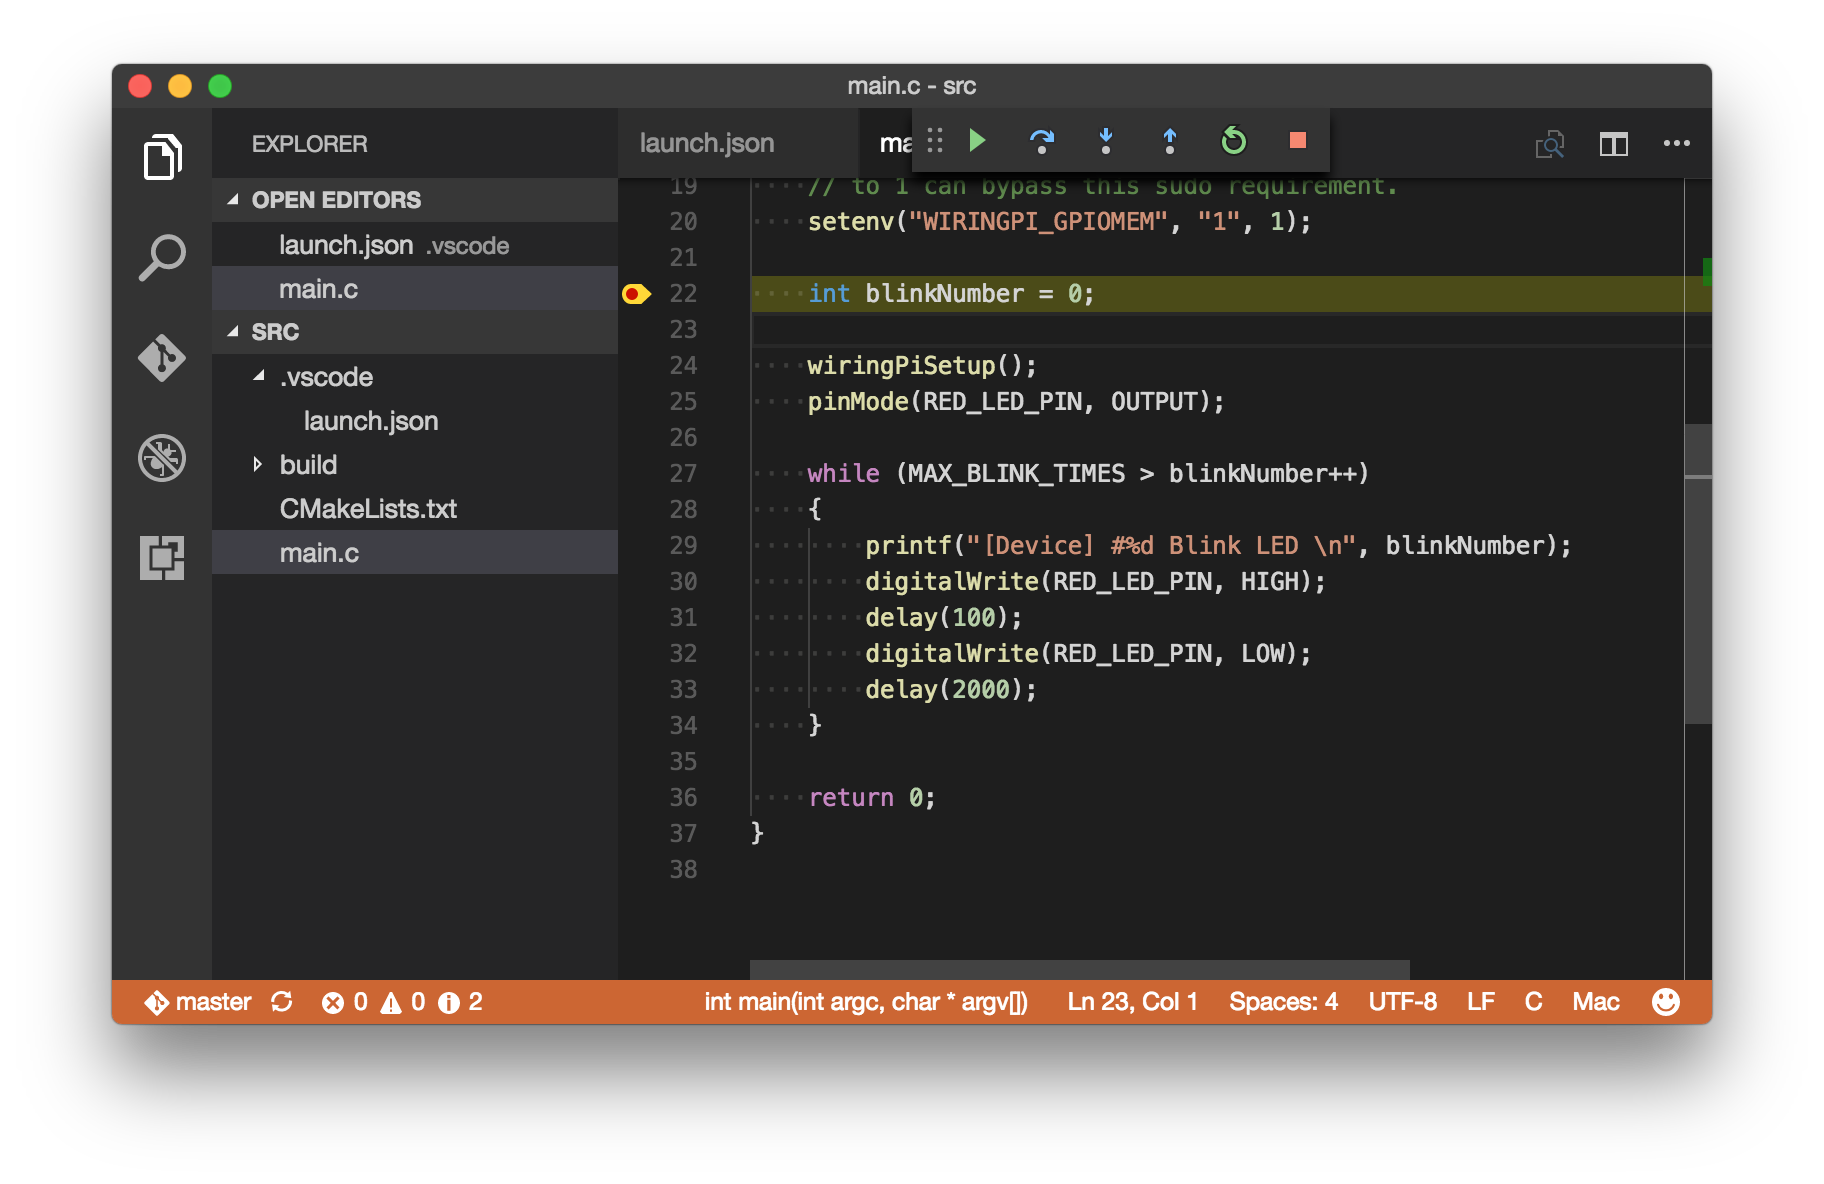 main.c - src
EXPLORER
OPEN EDITORS
launch.json .vscode
main.c
SRC
.vscode
launch.json
build
CMakeLists.txt
main.c
launch.json
19 // to 1 can bypass this sudo requirement.
20 setenv("WIRINGPI_GPIOMEM", "1", 1);
21
22 int blinkNumber = 0;
23
24 wiringPiSetup();
25 pinMode(RED_LED_PIN, OUTPUT);
26
27 while (MAX_BLINK_TIMES > blinkNumber++)
28 {
29 printf("[Device] #%d Blink LED \n", blinkNumber);
30 digitalWrite(RED_LED_PIN, HIGH);
31 delay(100);
32 digitalWrite(RED_LED_PIN, LOW);
33 delay(2000);
34 }
35
36 return 0;
37 }
38
master 0 0 2 int main(int argc, char * argv[]) Ln 23, Col 1 Spaces: 4 UTF-8 LF C Mac